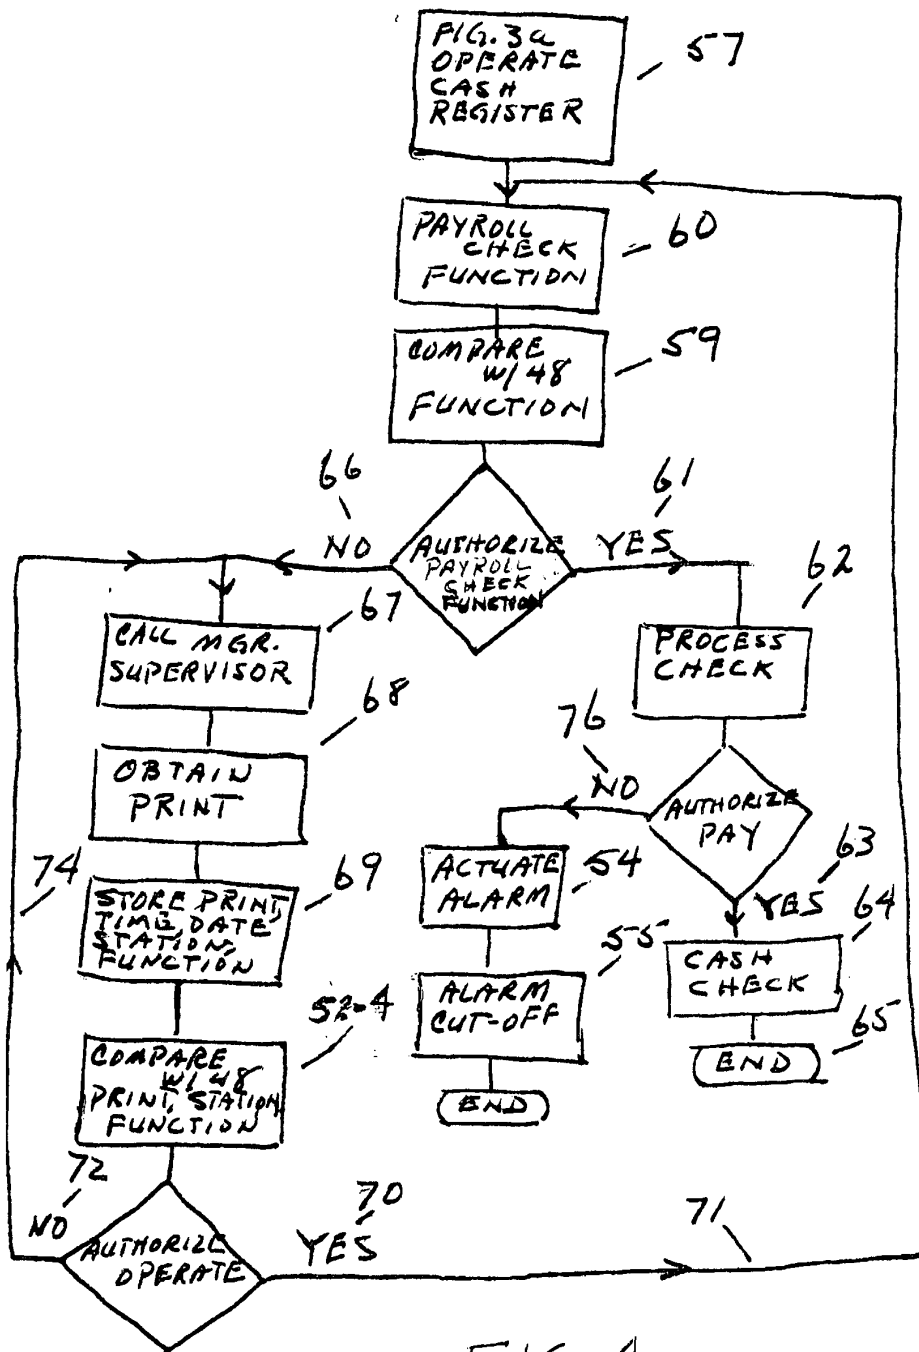 FIG. 3a
OPERATE
CASH
REGISTER
57
PAYROLL
CHECK
FUNCTION
60
COMPARE
W/ 48
FUNCTION
59
66
NO
AUTHORIZE
PAYROLL
CHECK
FUNCTION
61
YES
CALL MGR.
SUPERVISOR
67
PROCESS
CHECK
62
OBTAIN
PRINT
68
76
NO
AUTHORIZE
PAY
STORE PRINT,
TIME, DATE
STATION,
FUNCTION
69
74
ACTUATE
ALARM
54
63
YES
CASH
CHECK
64
ALARM
CUT-OFF
55
END
65
END
COMPARE
W/ 48
PRINT, STATION,
FUNCTION
52-4
72
NO
AUTHORIZE
OPERATE
70
YES
71